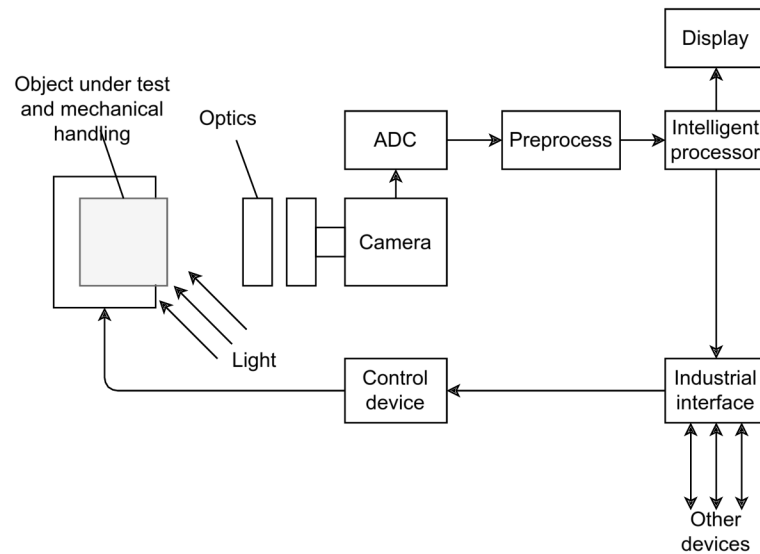 Display
Object under test
and mechanical
handling
Optics
ADC
Preprocess
Intelligent
processor
Camera
Light
Control
device
Industrial
interface
Other
devices